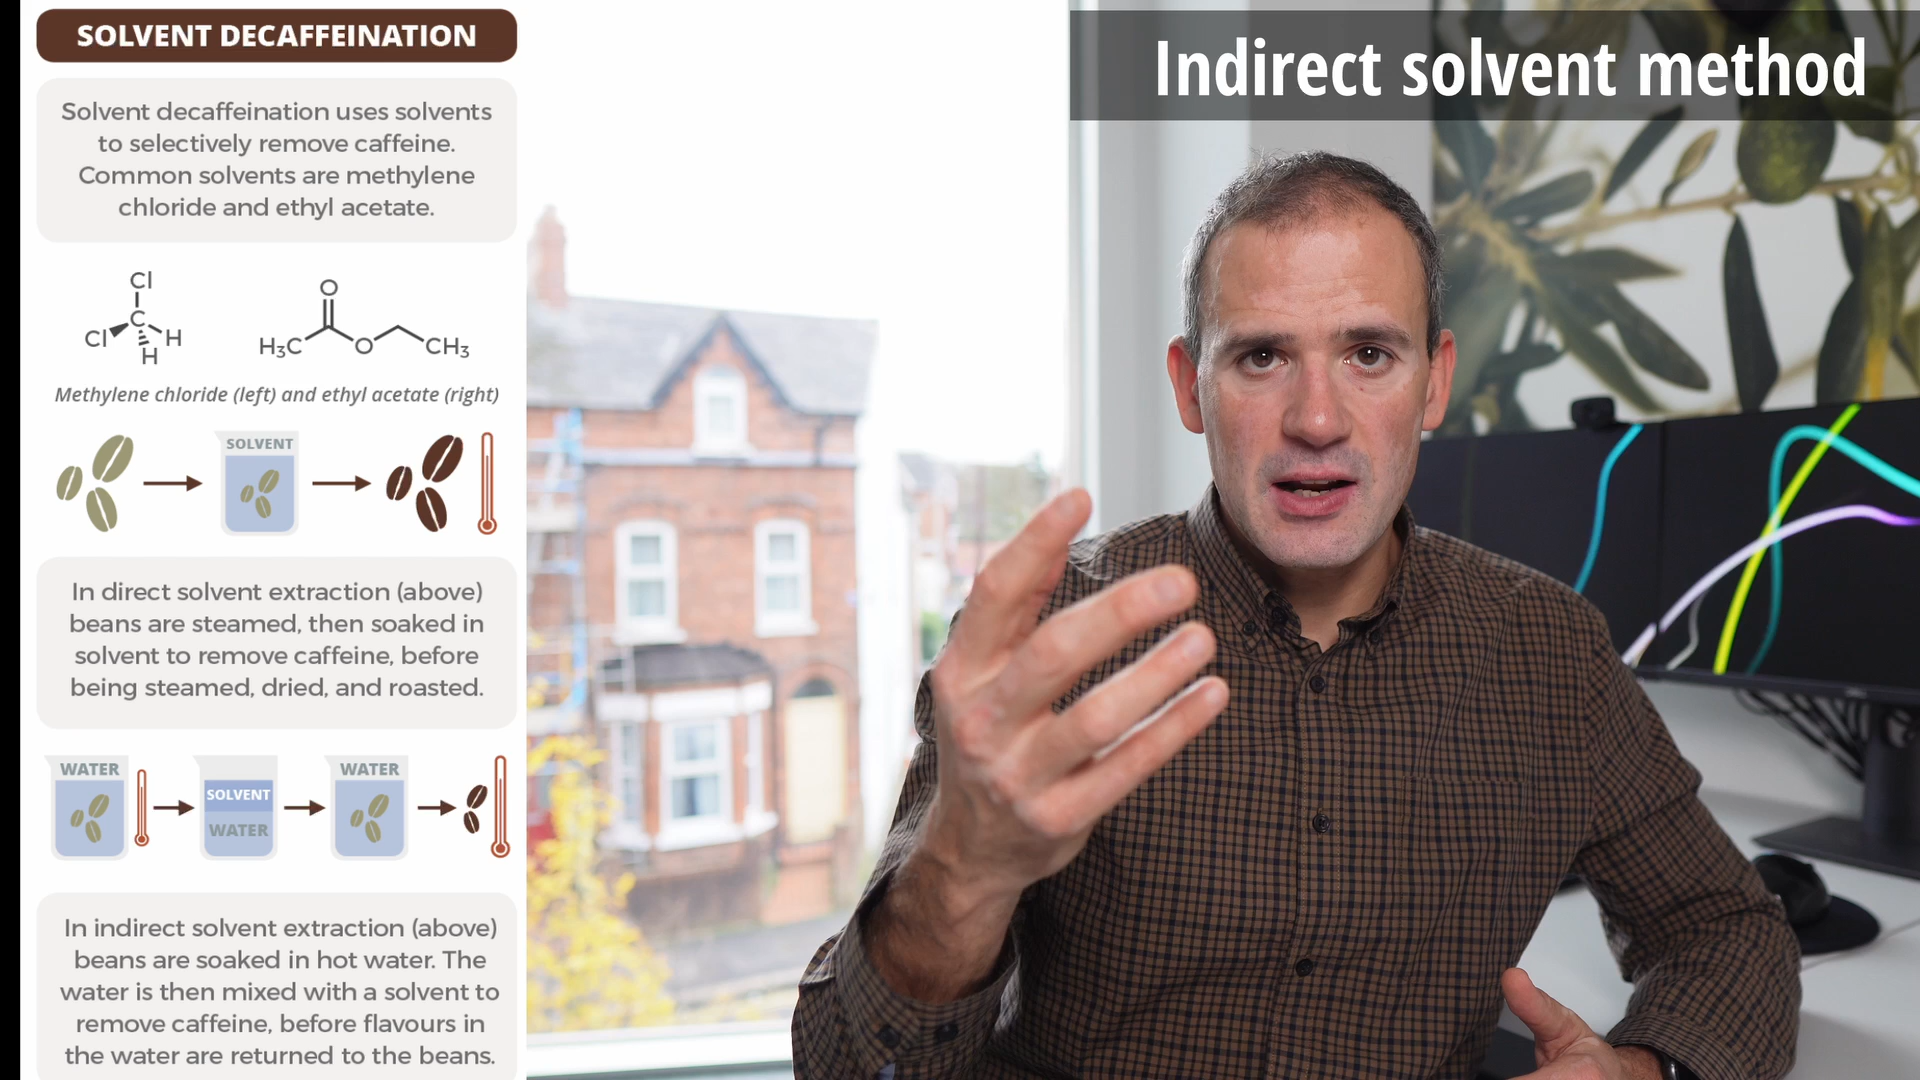 SOLVENT DECAFFEINATION
Indirect solvent method
Solvent decaffeination uses solvents
to selectively remove caffeine.
Common solvents are methylene
chloride and ethyl acetate.
Cl
C
Cl
H
H
O
H₃C
O
CH₃
Methylene chloride (left) and ethyl acetate (right)
SOLVENT
In direct solvent extraction (above)
beans are steamed, then soaked in
solvent to remove caffeine, before
being steamed, dried, and roasted.
WATER
SOLVENT
WATER
WATER
In indirect solvent extraction (above)
beans are soaked in hot water. The
water is then mixed with a solvent to
remove caffeine, before flavours in
the water are returned to the beans.